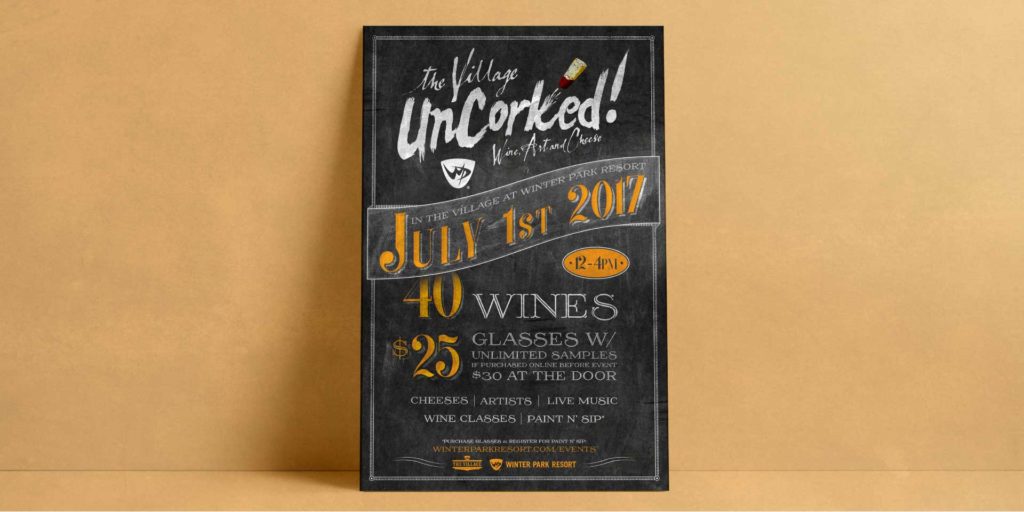 the Village
UnCorked!
Wine, Art and Cheese
IN THE VILLAGE AT WINTER PARK RESORT
JULY 1ST 2017
12-4PM
40 WINES
$25 GLASSES W/
UNLIMITED SAMPLES
IF PURCHASED ONLINE BEFORE EVENT
$30 AT THE DOOR
CHEESES | ARTISTS | LIVE MUSIC
WINE CLASSES | PAINT N' SIP*
*PURCHASE GLASSES & REGISTER FOR PAINT N' SIP:
WINTERPARKRESORT.COM/EVENTS
THE VILLAGE WINTER PARK RESORT